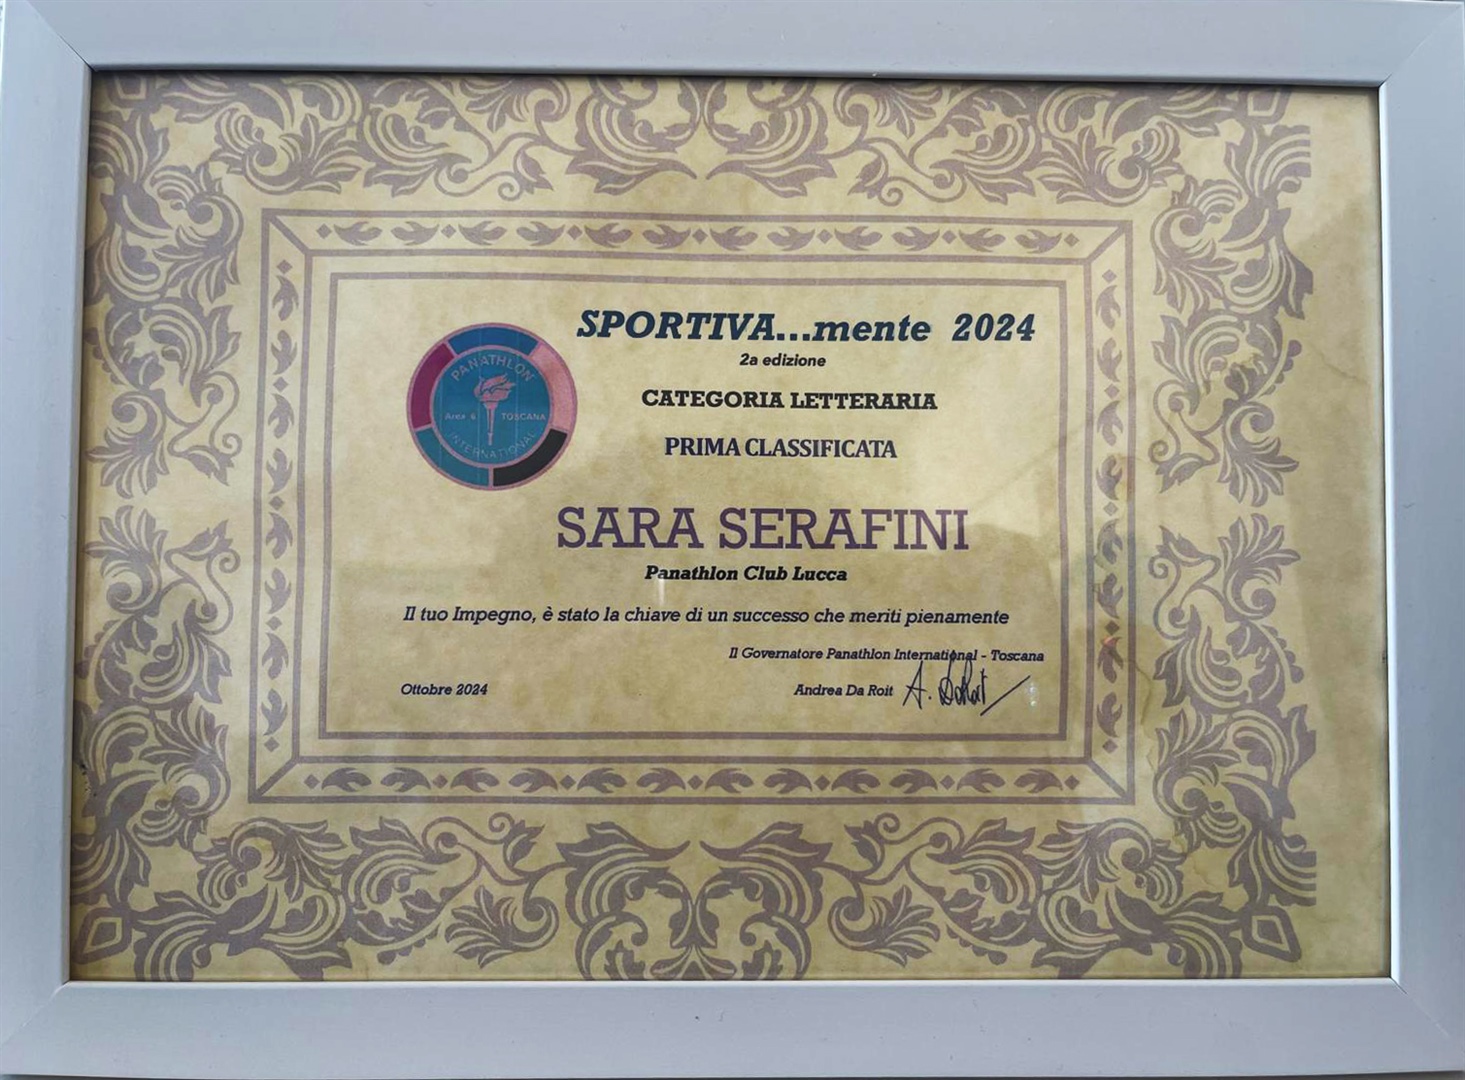 SPORTIVA...mente 2024
2a edizione
CATEGORIA LETTERARIA
PRIMA CLASSIFICATA
PANATHLON
Area 6 TOSCANA
INTERNATIONAL
SARA SERAFINI
Panathlon Club Lucca
Il tuo Impegno, è stato la chiave di un successo che meriti pienamente
Il Governatore Panathlon International - Toscana
Ottobre 2024
Andrea Da Roit A. DaRoit